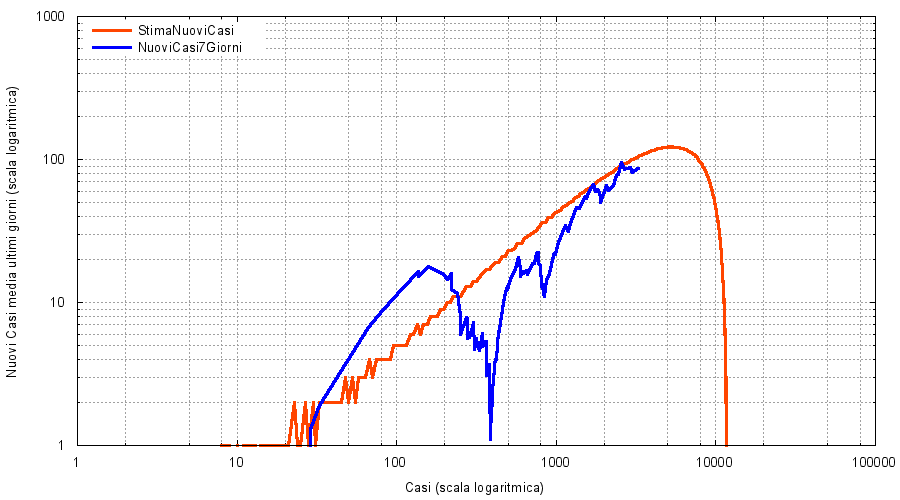 1000
100
10
1
StimaNuoviCasi
NuoviCasi7Giorni
Nuovi Casi media ultimi giorni (scala logaritmica)
1 10 100 1000 10000 100000
Casi (scala logaritmica)